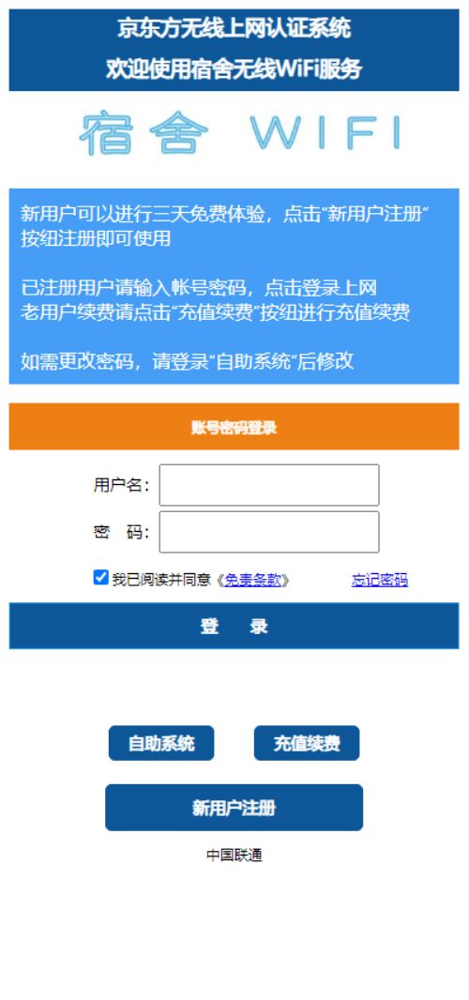 京东方无线上网认证系统
欢迎使用宿舍无线WiFi服务
宿舍 WIFI
新用户可以进行三天免费体验，点击“新用户注册”
按纽注册即可使用
已注册用户请输入帐号密码，点击登录上网
老用户续费请点击“充值续费”按纽进行充值续费
如需更改密码，请登录“自助系统”后修改
账号密码登录
用户名：
密 码：
我已阅读并同意《免责条款》 忘记密码
登 录
自助系统 充值续费
新用户注册
中国联通